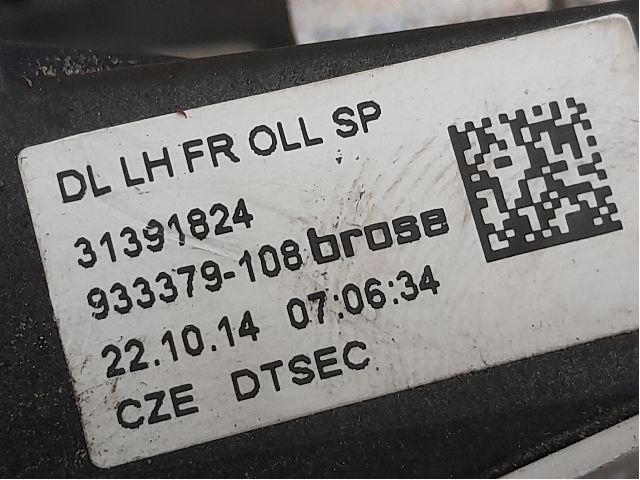 DL LH FR OLL SP
31391824
933379-108 brose
22.10.14 07:06:34
CZE DTSEC